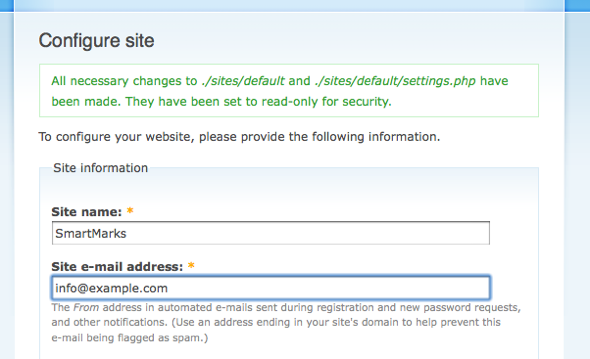 Configure site
All necessary changes to ./sites/default and ./sites/default/settings.php have
been made. They have been set to read-only for security.
To configure your website, please provide the following information.
Site information
Site name: *
SmartMarks
Site e-mail address: *
info@example.com
The From address in automated e-mails sent during registration and new password requests,
and other notifications. (Use an address ending in your site's domain to help prevent this
e-mail being flagged as spam.)